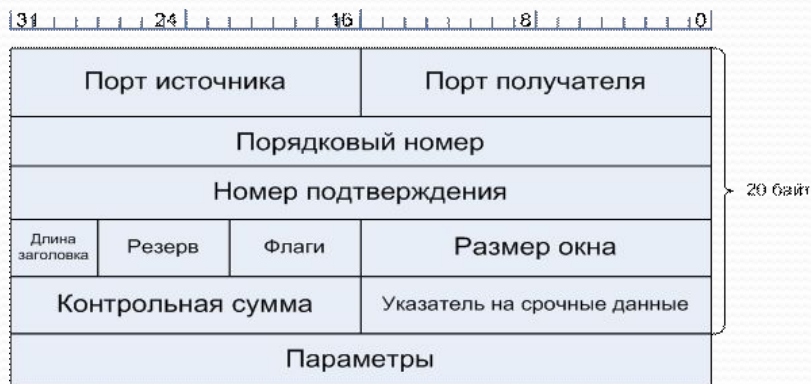 31 24 16 8 0
Порт источника Порт получателя
Порядковый номер
Номер подтверждения
20 байт
Длина
заголовка Резерв Флаги Размер окна
Контрольная сумма Указатель на срочные данные
Параметры